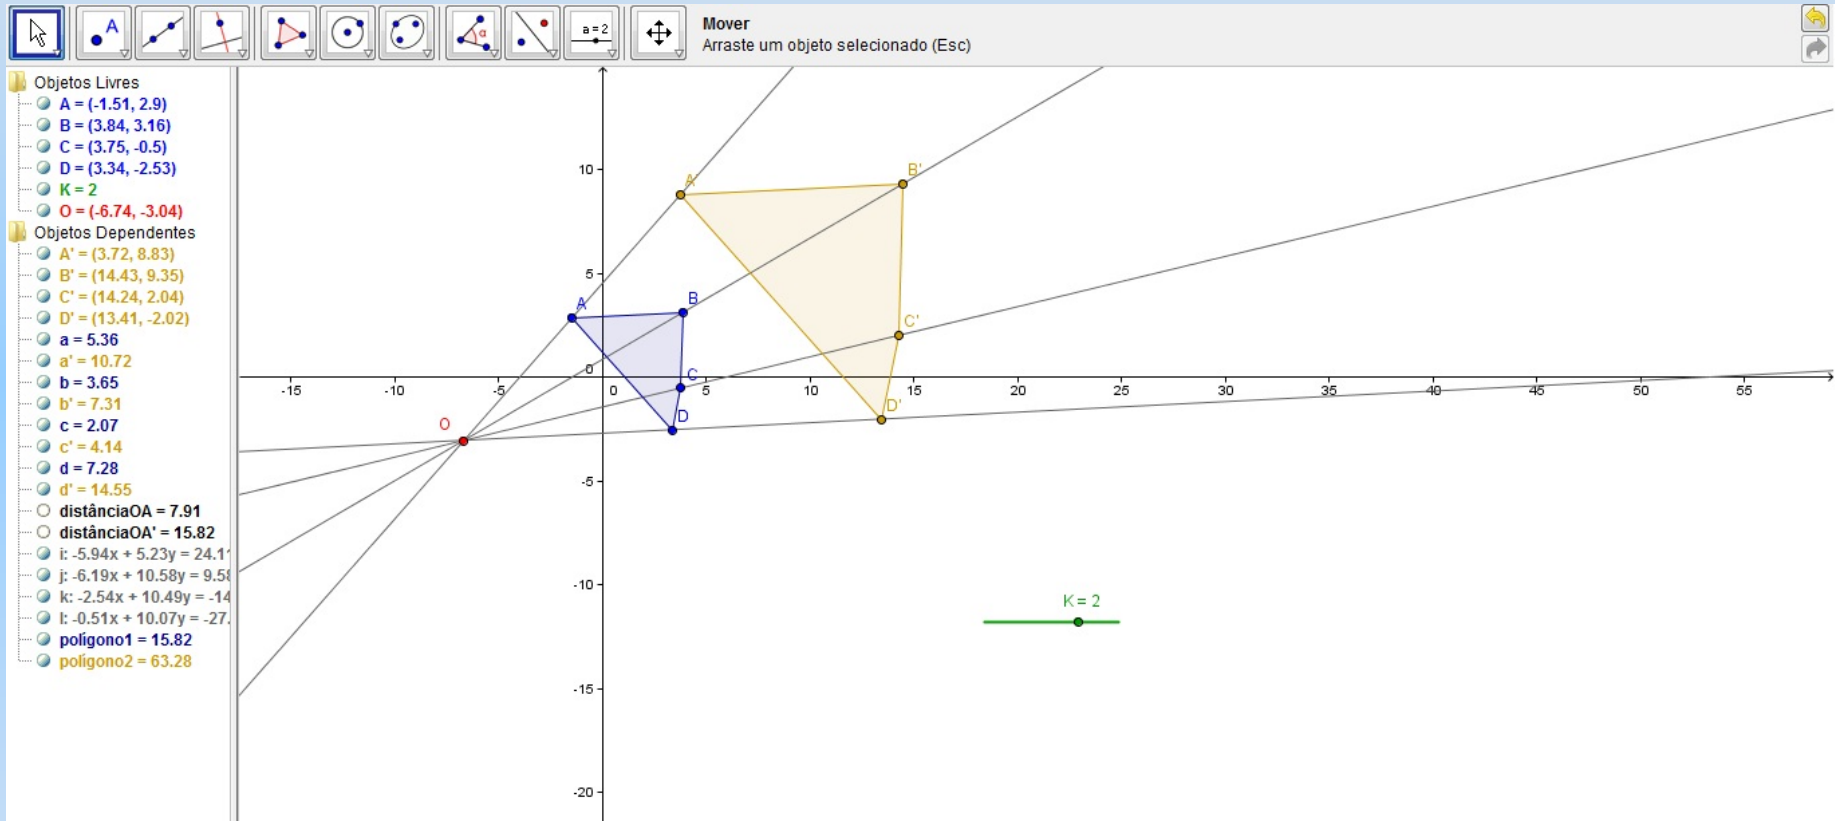 A
a = 2
Mover
Arraste um objeto selecionado (Esc)
Objetos Livres
A = (-1.51, 2.9)
B = (3.84, 3.16)
C = (3.75, -0.5)
D = (3.34, -2.53)
K = 2
O = (-6.74, -3.04)
Objetos Dependentes
A' = (3.72, 8.83)
B' = (14.43, 9.35)
C' = (14.24, 2.04)
D' = (13.41, -2.02)
a = 5.36
a' = 10.72
b = 3.65
b' = 7.31
c = 2.07
c' = 4.14
d = 7.28
d' = 14.55
distânciaOA = 7.91
distânciaOA' = 15.82
i: -5.94x + 5.23y = 24.11
j: -6.19x + 10.58y = 9.58
k: -2.54x + 10.49y = -14
l: -0.51x + 10.07y = -27.
polígono1 = 15.82
polígono2 = 63.28
10
5
0
-5
-10
-15
-20
-15 -10 -5 0 5 10 15 20 25 30 35 40 45 50 55
A' B'
A B
C'
C
D D'
O
K = 2
α